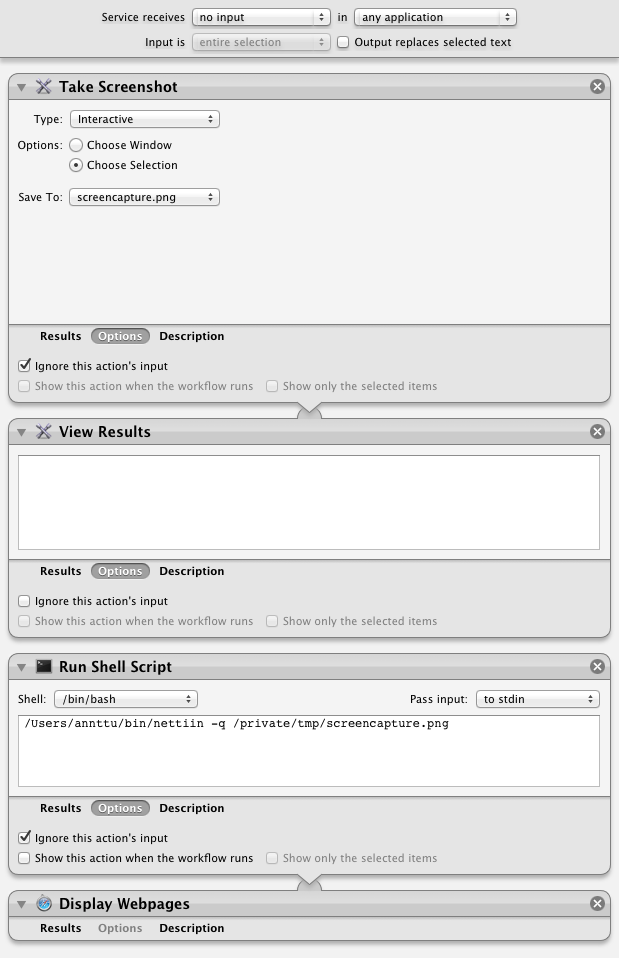 Service receives no input in any application
Input is entire selection Output replaces selected text
Take Screenshot
Type: Interactive
Options: Choose Window
Choose Selection
Save To: screencapture.png
Results Options Description
Ignore this action's input
Show this action when the workflow runs Show only the selected items
View Results
Results Options Description
Ignore this action's input
Show this action when the workflow runs Show only the selected items
Run Shell Script
Shell: /bin/bash Pass input: to stdin
/Users/annttu/bin/nettiin -q /private/tmp/screencapture.png
Results Options Description
Ignore this action's input
Show this action when the workflow runs Show only the selected items
Display Webpages
Results Options Description